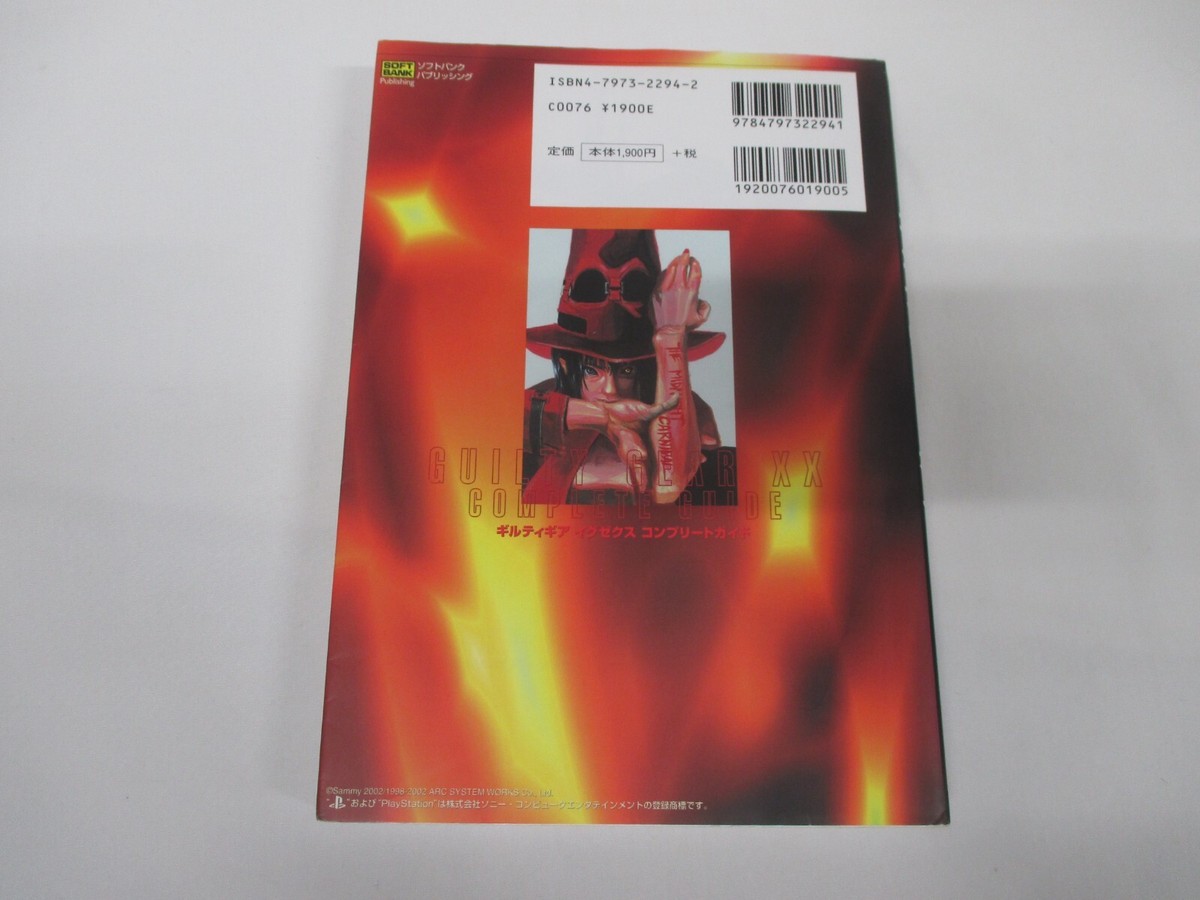 SOFT
BANK
Publishing
ソフトバンク
パブリッシング
ISBN4-7973-2294-2
C0076 ¥1900E
定価 本体1,900円 +税
9784797322941
1920076019005
GUILTY GEAR XX
COMPLETE GUIDE
ギルティギア イグゼクス コンプリートガイド
©Sammy 2002/1998-2002 ARC SYSTEM WORKS Co., Ltd.
"および"PlayStation"は株式会社ソニー・コンピュータエンタテインメントの登録商標です。